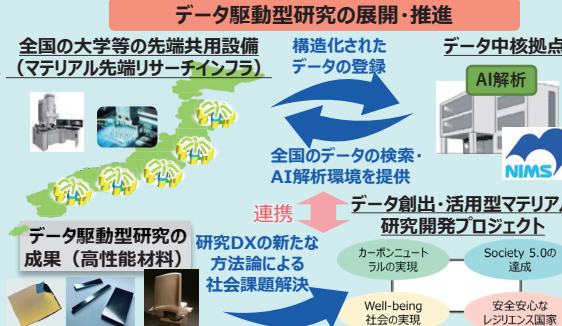 データ駆動型研究の展開・推進
全国の大学等の先端共用設備
（マテリアル先端リサーチインフラ）
構造化された
データの登録
データ中核拠点
AI解析
NIMS
全国のデータの検索・
AI解析環境を提供
連携
データ創出・活用型マテリアル
研究開発プロジェクト
データ駆動型研究の
成果（高性能材料）
研究DXの新たな
方法論による
社会課題解決
カーボンニュート
ラルの実現
Society 5.0の
達成
Well-being
社会の実現
安全安心な
レジリエンス国家